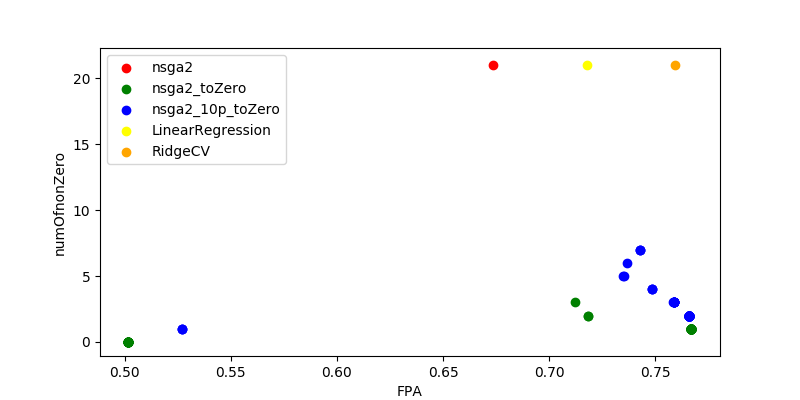 nsga2
nsga2_toZero
nsga2_10p_toZero
LinearRegression
RidgeCV
numOfnonZero
20
15
10
5
0
0.50 0.55 0.60 0.65 0.70 0.75
FPA